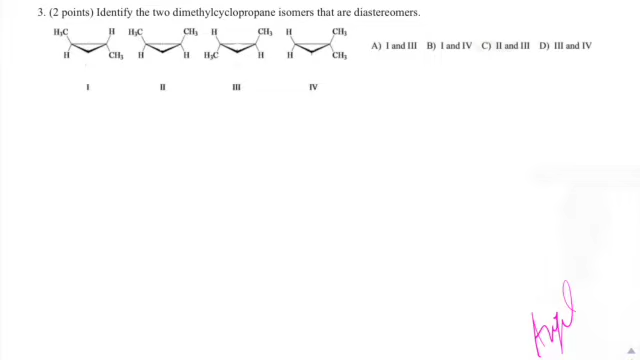 3. (2 points) Identify the two dimethylcyclopropane isomers that are diastereomers.
H₃C H H₃C CH₃ H CH₃ H CH₃
A) I and III B) I and IV C) II and III D) III and IV
H CH₃ H H H₃C H H CH₃
I II III IV